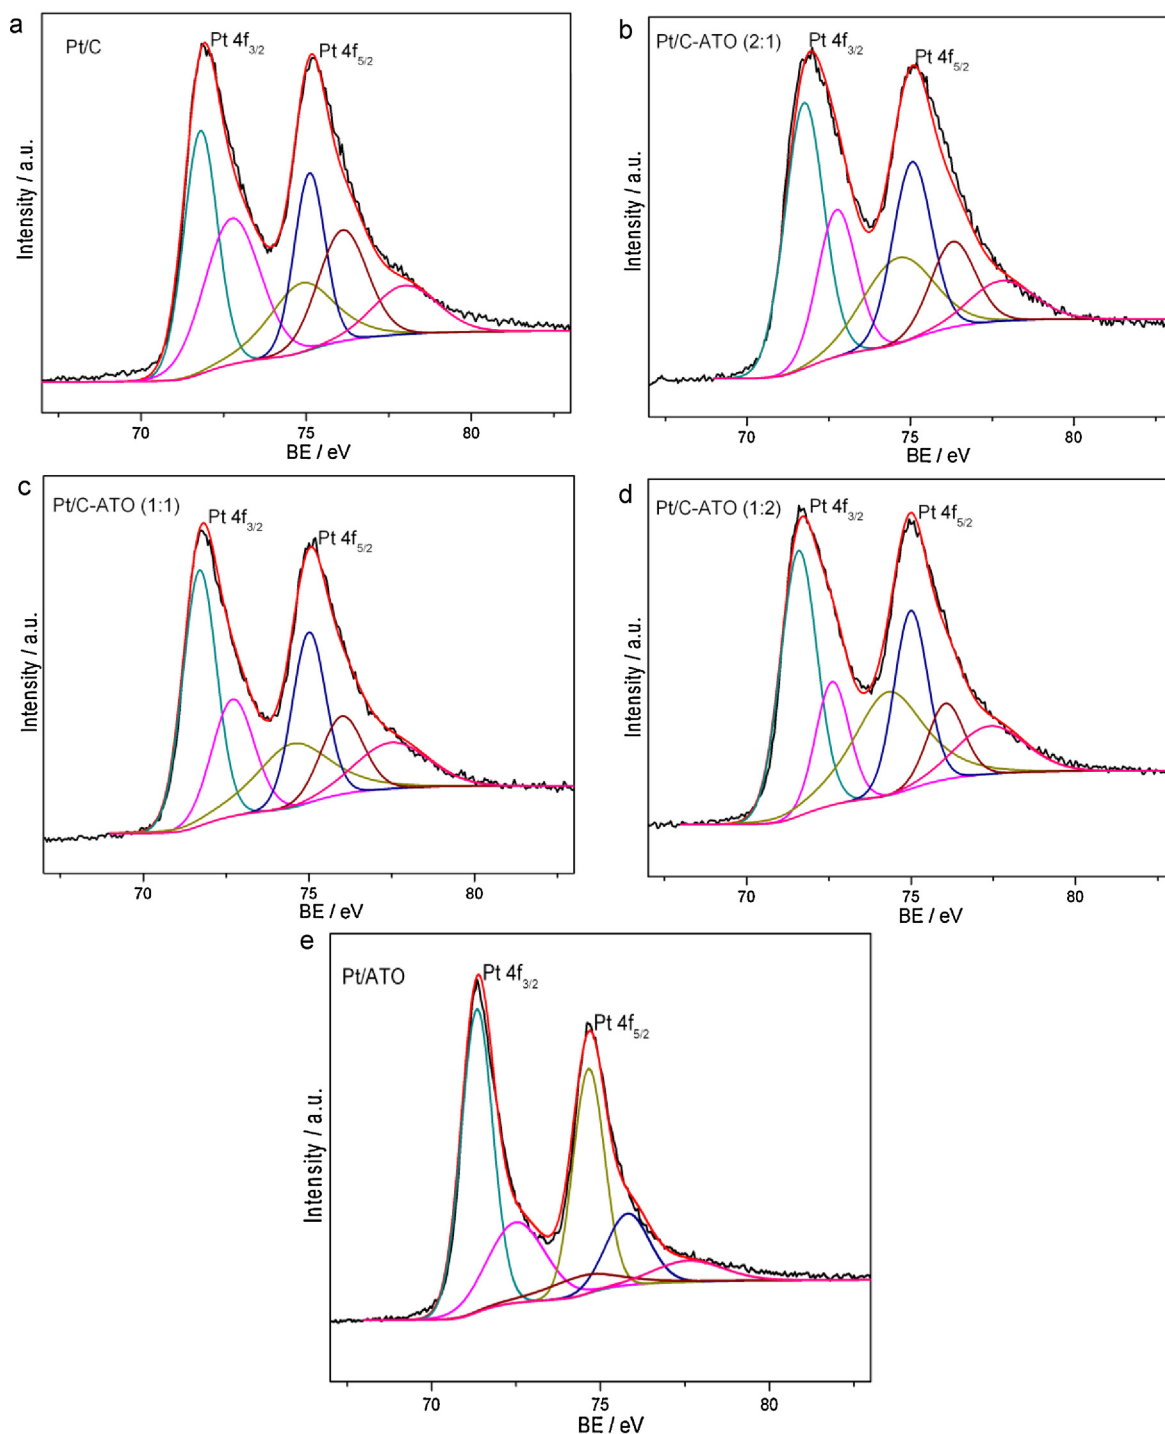 a
Pt/C
Pt 4f3/2
Pt 4f5/2
Intensity / a.u.
70
75
80
BE / eV
b
Pt/C-ATO (2:1)
Pt 4f3/2
Pt 4f5/2
Intensity / a.u.
70
75
80
BE / eV
c
Pt/C-ATO (1:1)
Pt 4f3/2
Pt 4f5/2
Intensity / a.u.
70
75
80
BE / eV
d
Pt/C-ATO (1:2)
Pt 4f3/2
Pt 4f5/2
Intensity / a.u.
70
75
80
BE / eV
e
Pt/ATO
Pt 4f3/2
Pt 4f5/2
Intensity / a.u.
70
75
80
BE / eV